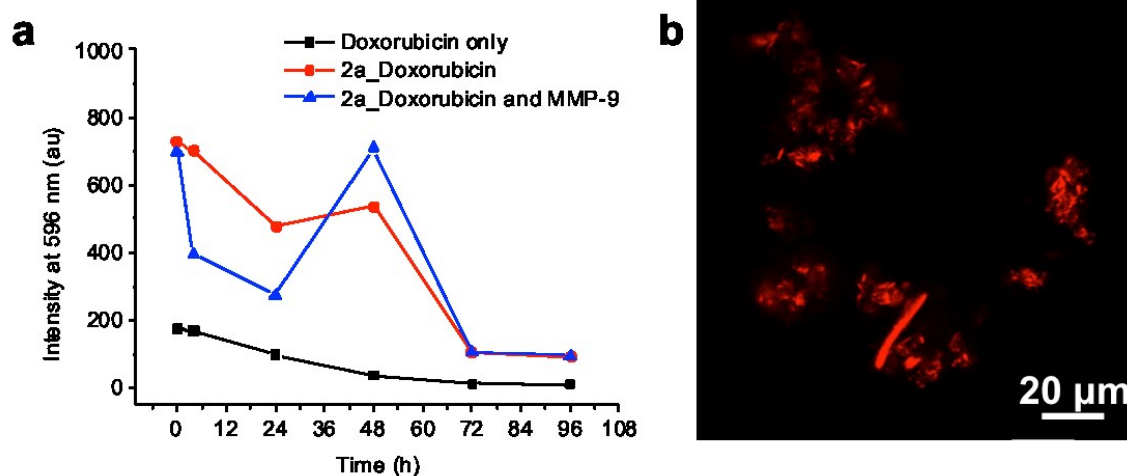 a
1000
800
600
400
200
0
Intensity at 596 nm (au)
Doxorubicin only
2a_Doxorubicin
2a_Doxorubicin and MMP-9
0 12 24 36 48 60 72 84 96 108
Time (h)
b
20 μm